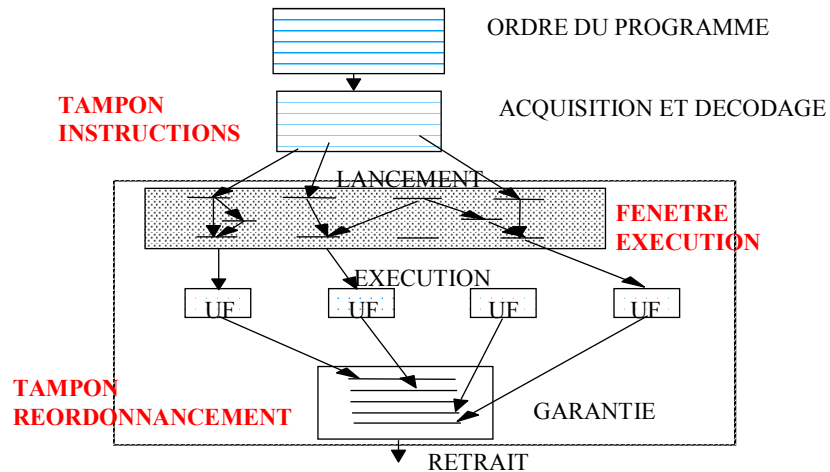 ORDRE DU PROGRAMME
TAMPON
INSTRUCTIONS
ACQUISITION ET DECODAGE
LANCEMENT
FENETRE
EXECUTION
EXECUTION
UF UF UF UF
TAMPON
REORDONNANCEMENT
GARANTIE
RETRAIT